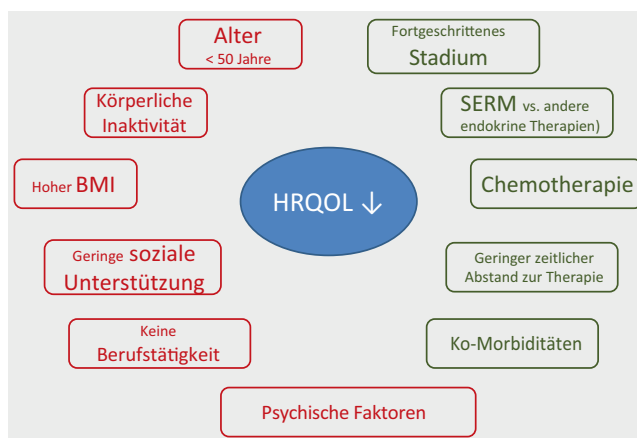 Alter
< 50 Jahre
Fortgeschrittenes
Stadium
Körperliche
Inaktivität
SERM vs. andere
endokrine Therapien)
Hoher BMI
HRQOL ↓
Chemotherapie
Geringe soziale
Unterstützung
Geringer zeitlicher
Abstand zur Therapie
Keine
Berufstätigkeit
Ko-Morbiditäten
Psychische Faktoren